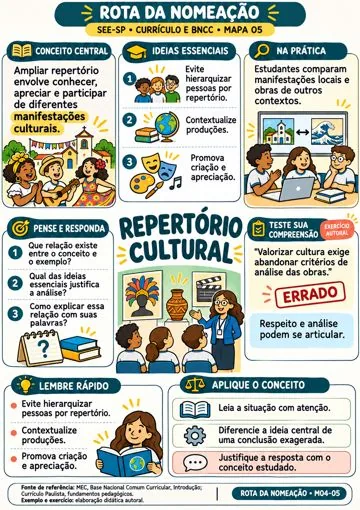 ROTA DA NOMEAÇÃO
SEE-SP • CURRÍCULO E BNCC • MAPA 05
CONCEITO CENTRAL
Ampliar repertório
envolve conhecer,
apreciar e participar
de diferentes
manifestações
culturais.
IDEIAS ESSENCIAIS
1
Evite
hierarquizar
pessoas por
repertório.
2
Contextualize
produções.
3
Promova
criação e
apreciação.
NA PRÁTICA
Estudantes comparam
manifestações locais e
obras de outros
contextos.
PENSE E RESPONDA
1
Que relação existe
entre o conceito e
o exemplo?
2
Qual das ideias
essenciais justifica
a análise?
3
Como explicar essa
relação com suas
palavras?
?
REPERTÓRIO
CULTURAL
TESTE SUA
COMPREENSÃO
EXERCÍCIO
AUTORAL
"Valorizar cultura exige
abandonar critérios de
análise das obras."
ERRADO
Respeito e análise
podem se articular.
LEMBRE RÁPIDO
Evite hierarquizar
pessoas por repertório.
Contextualize
produções.
Promova criação e
apreciação.
APLIQUE O CONCEITO
Leia a situação com atenção.
Diferencie a ideia central
de uma conclusão exagerada.
Justifique a resposta com o
conceito estudado.
Fonte de referência: MEC, Base Nacional Comum Curricular, Introdução;
Currículo Paulista, fundamentos pedagógicos.
Exemplo e exercício: elaboração didática autoral.
ROTA DA NOMEAÇÃO • M04-05